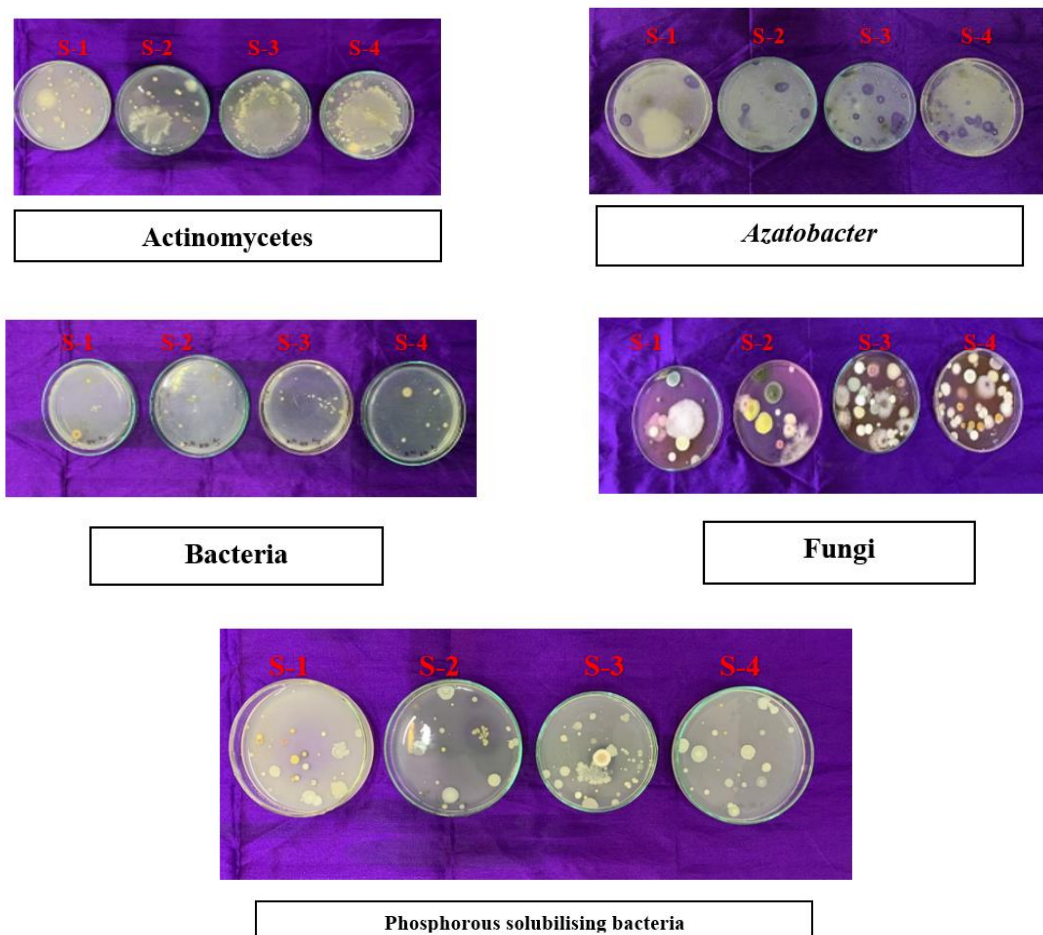 S-1 S-2 S-3 S-4
S-1 S-2 S-3 S-4
Actinomycetes
Azatobacter
S-1 S-2 S-3 S-4
S-1 S-2 S-3 S-4
Bacteria
Fungi
S-1 S-2 S-3 S-4
Phosphorous solubilising bacteria